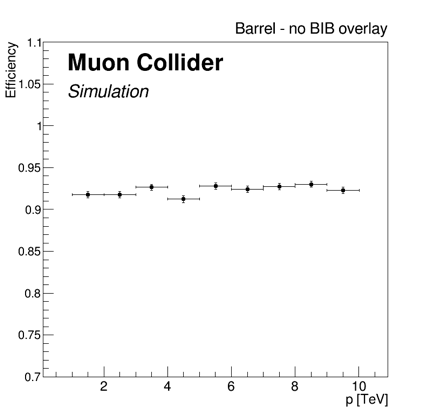 Barrel - no BIB overlay
Efficiency
1.1
Muon Collider
Simulation
1.05
1
0.95
0.9
0.85
0.8
0.75
0.7
2 4 6 8 10
p [TeV]